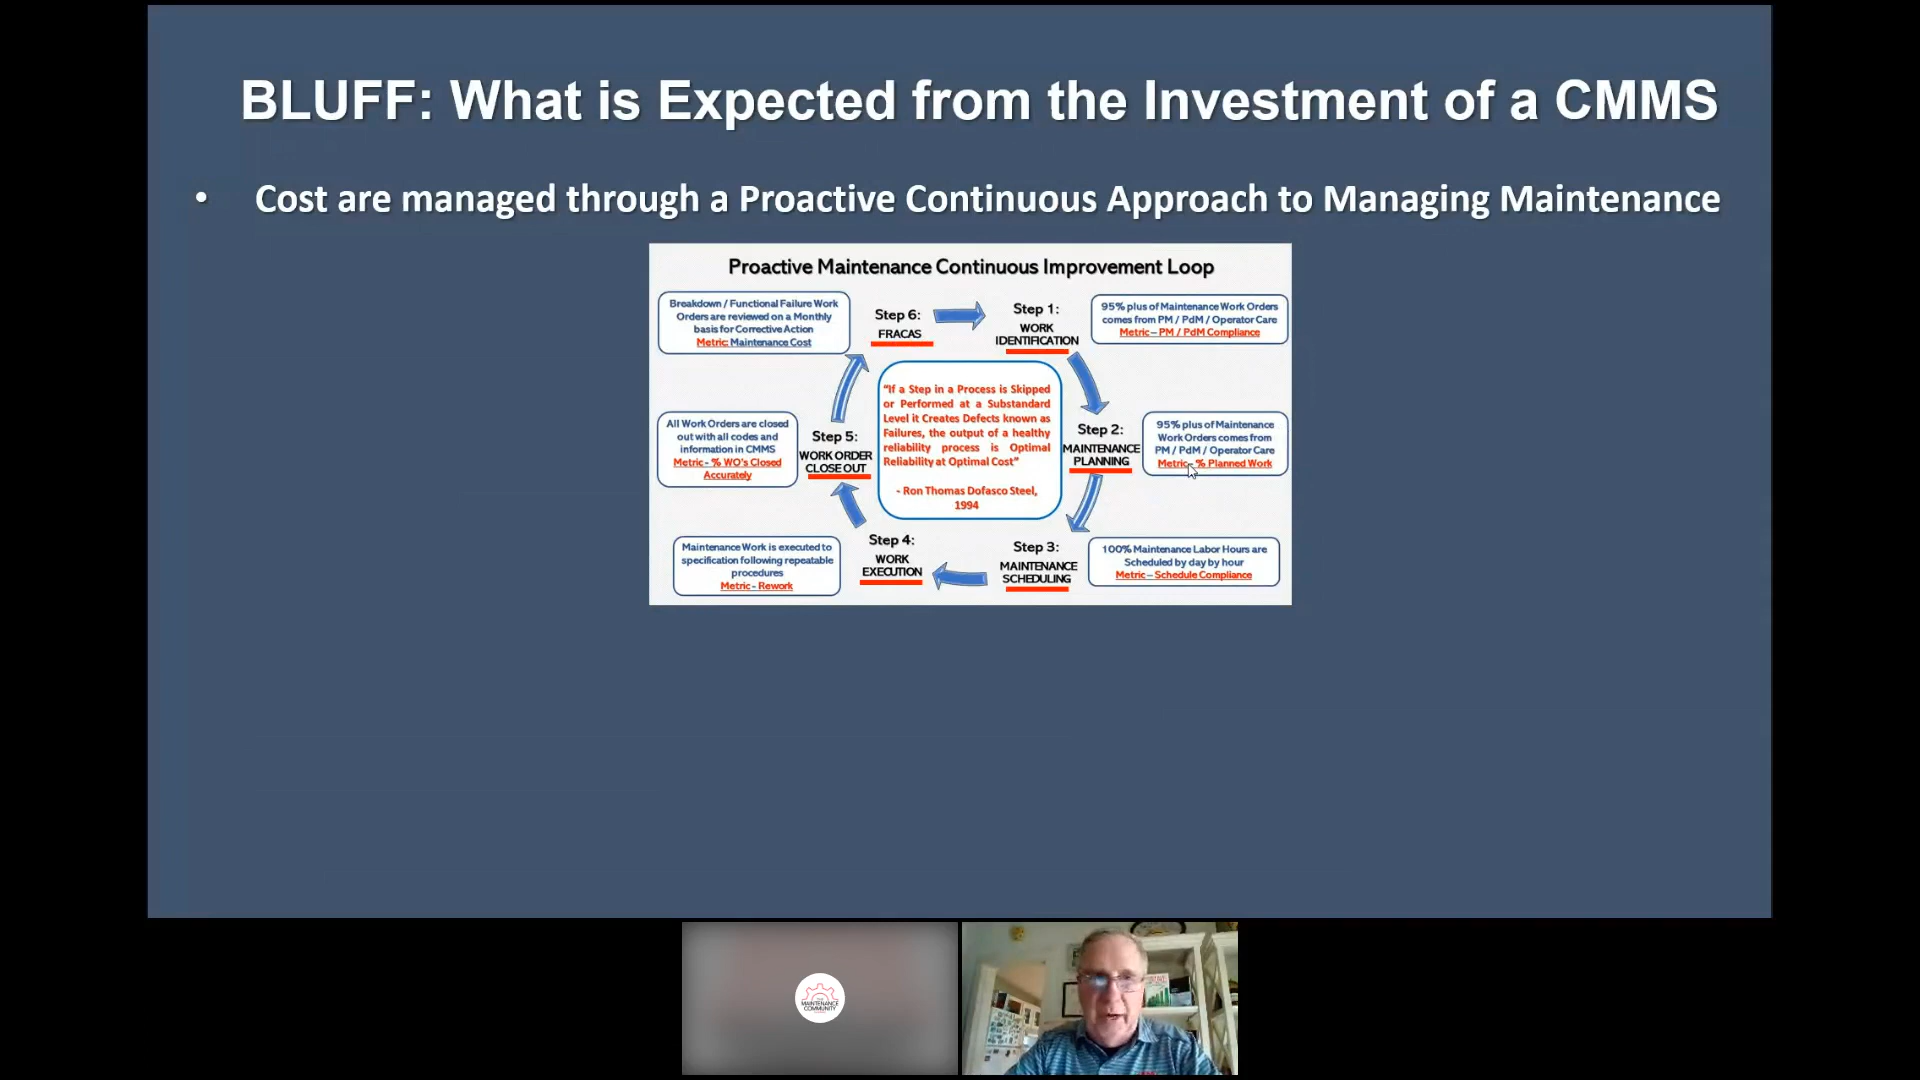 BLUFF: What is Expected from the Investment of a CMMS
• Cost are managed through a Proactive Continuous Approach to Managing Maintenance
Proactive Maintenance Continuous Improvement Loop
Breakdown / Functional Failure Work
Orders are reviewed on a Monthly
basis for Corrective Action
Metric: Maintenance Cost
Step 6:
FRACAS
Step 1:
WORK
IDENTIFICATION
95% plus of Maintenance Work Orders
comes from PM / PdM / Operator Care
Metric – PM / PdM Compliance
"If a Step in a Process is Skipped
or Performed at a Substandard
Level it Creates Defects known as
Failures, the output of a healthy
reliability process is Optimal
Reliability at Optimal Cost"
- Ron Thomas Dofasco Steel,
1994
All Work Orders are closed
out with all codes and
information in CMMS
Metric - % WO's Closed
Accurately
Step 5:
WORK ORDER
CLOSE OUT
Step 2:
MAINTENANCE
PLANNING
95% plus of Maintenance
Work Orders comes from
PM / PdM / Operator Care
Metric - % Planned Work
Maintenance Work is executed to
specification following repeatable
procedures
Metric - Rework
Step 4:
WORK
EXECUTION
Step 3:
MAINTENANCE
SCHEDULING
100% Maintenance Labor Hours are
Scheduled by day by hour
Metric – Schedule Compliance
MAINTENANCE
COMMUNITY